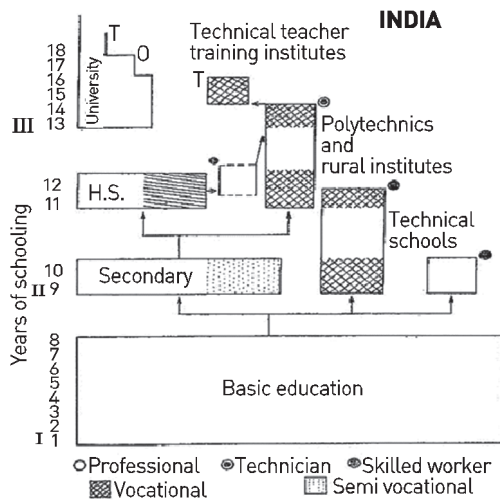 INDIA
Technical teacher
training institutes
T
O
T
18
17
16
15
14
13
III
University
Polytechnics
and
rural institutes
12
11
H.S.
Technical
schools
Years of schooling
10
9
II
Secondary
8
7
6
5
4
3
2
1
I
Basic education
Professional
Technician
Skilled worker
Vocational
Semi vocational